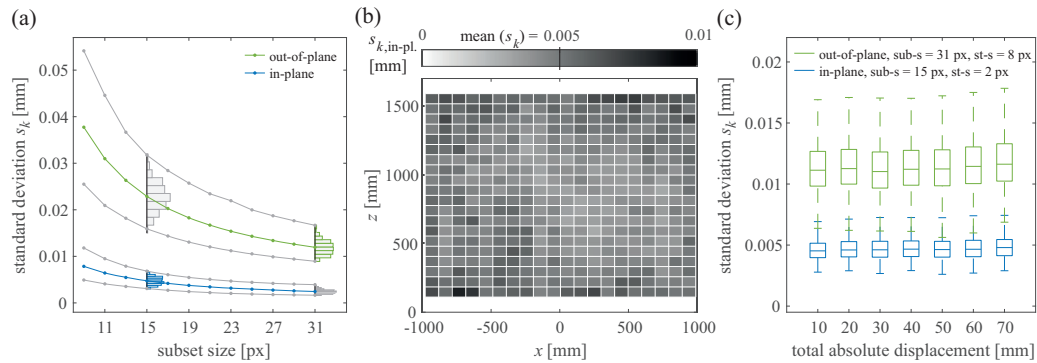 (a)
standard deviation sk [mm]
0.05
0.04
0.03
0.02
0.01
0
out-of-plane
in-plane
11
15
19
23
27
31
subset size [px]
(b)
sk,in-pl.
[mm]
0
mean (sk) = 0.005
0.01
z [mm]
1500
1000
500
0
-1000
-500
0
500
1000
x [mm]
(c)
standard deviation sk [mm]
0.02
0.015
0.01
0.005
0
out-of-plane, sub-s = 31 px, st-s = 8 px
in-plane, sub-s = 15 px, st-s = 2 px
10
20
30
40
50
60
70
total absolute displacement [mm]